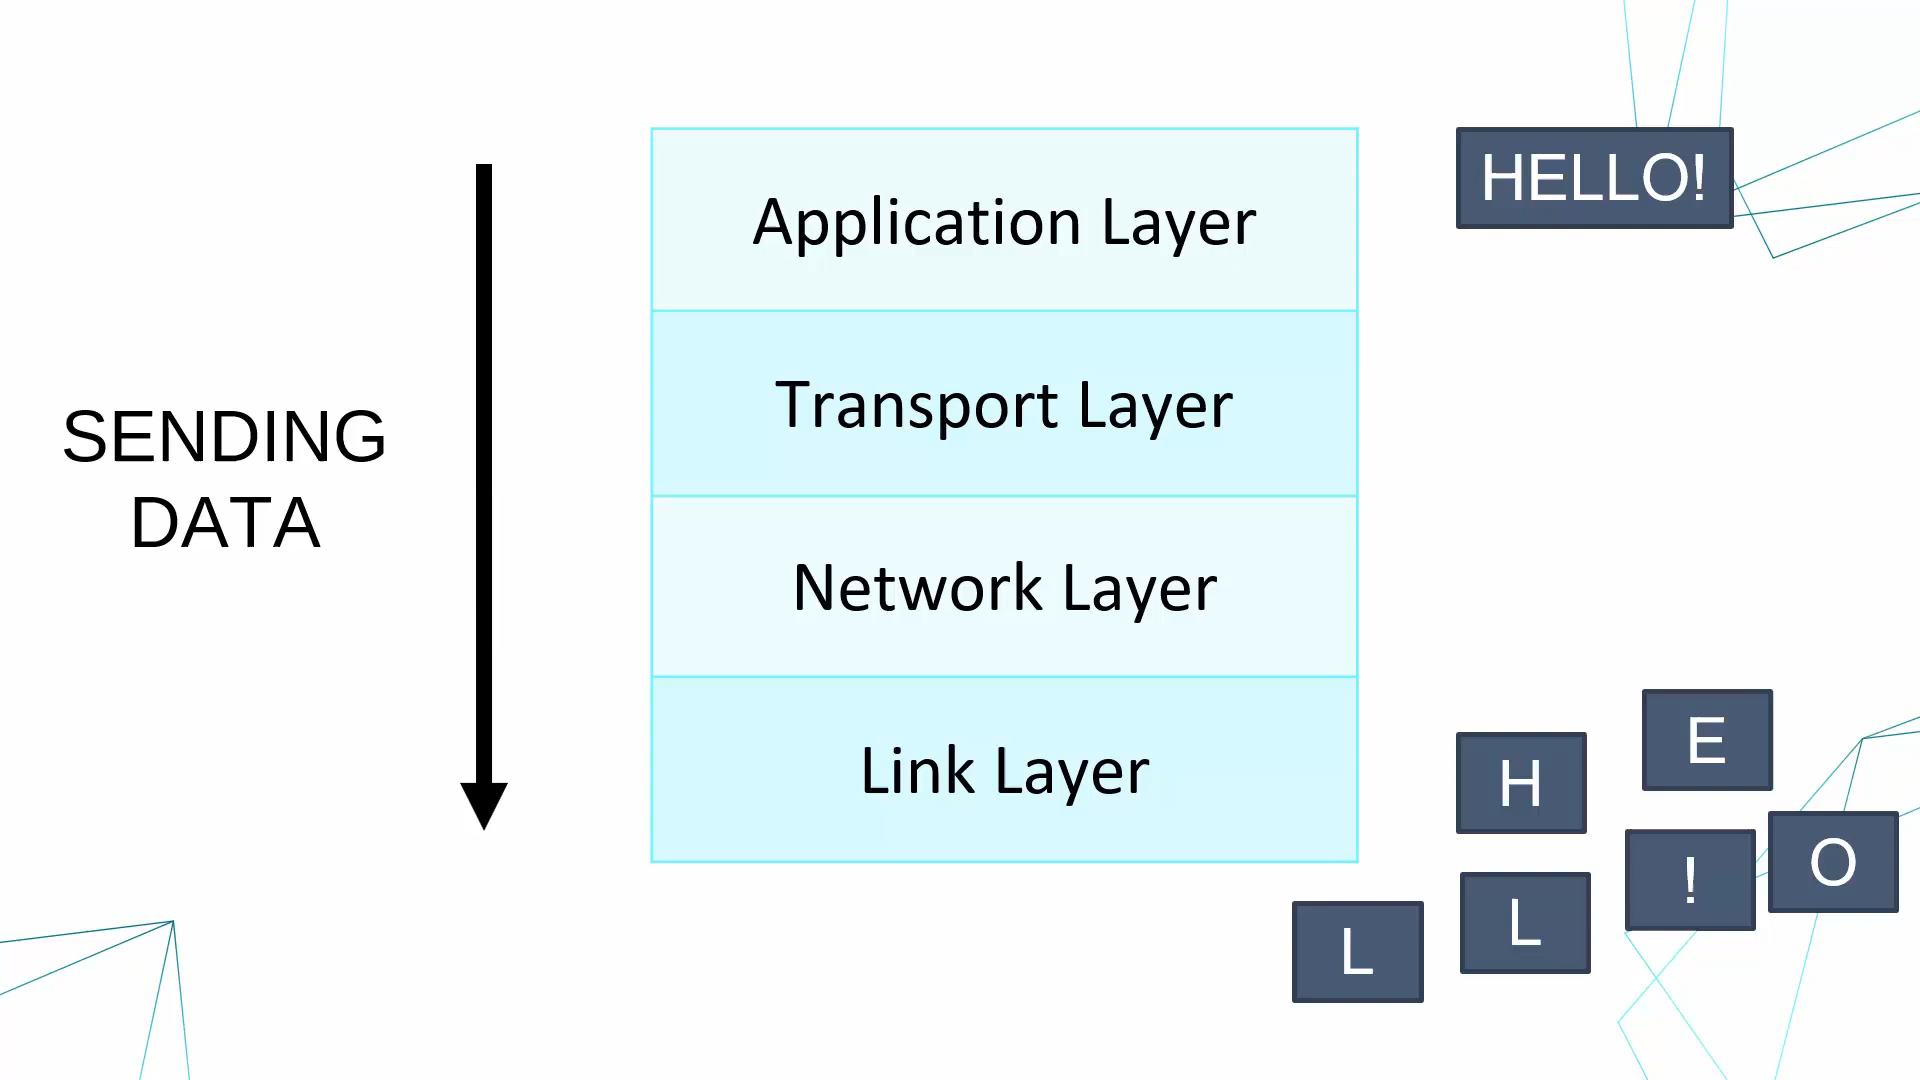 SENDING
DATA
Application Layer
Transport Layer
Network Layer
Link Layer
HELLO!
E
H
O
!
L
L